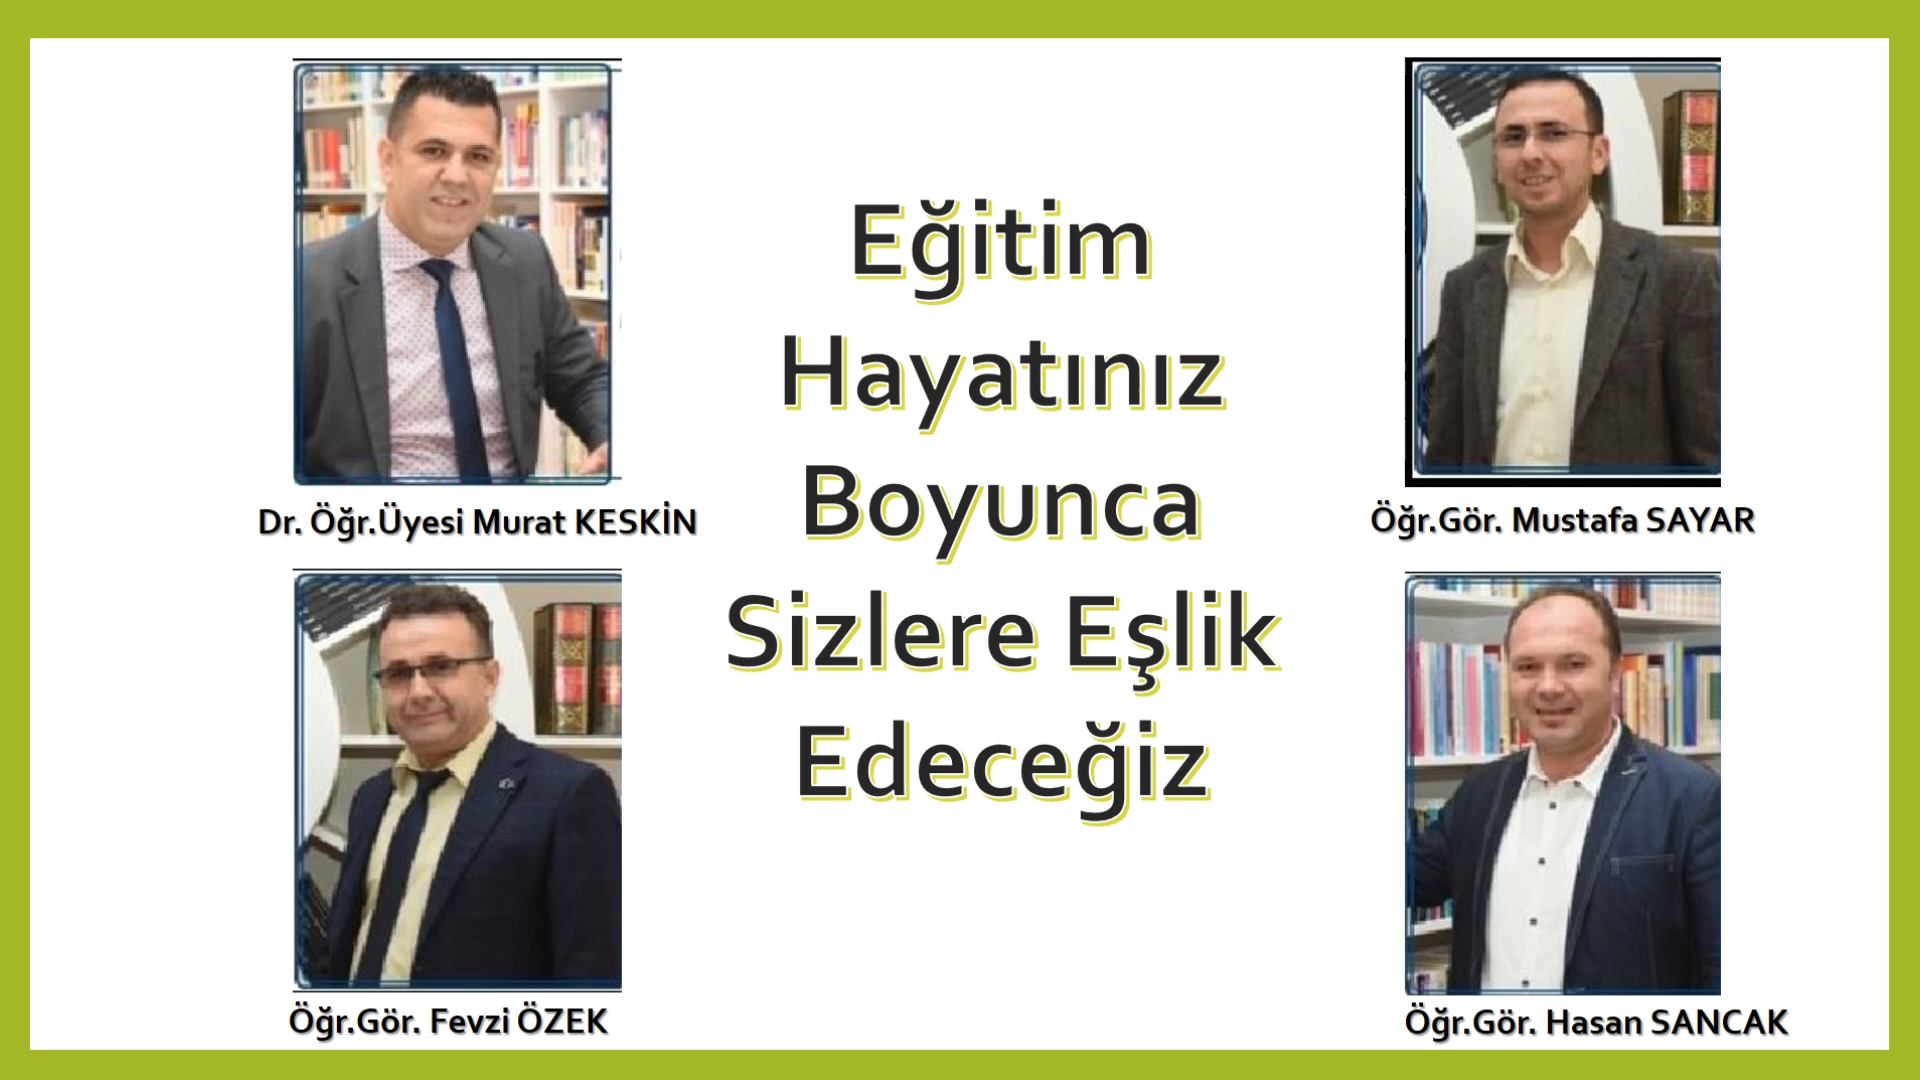 Eğitim
Hayatınız
Boyunca
Sizlere Eşlik
Edeceğiz
Dr. Öğr.Üyesi Murat KESKİN
Öğr.Gör. Mustafa SAYAR
Öğr.Gör. Fevzi ÖZEK
Öğr.Gör. Hasan SANCAK